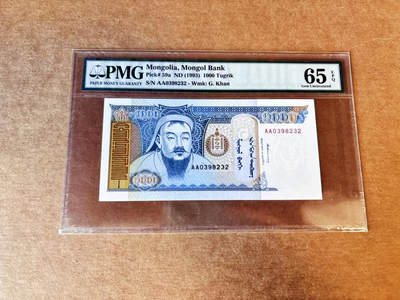 PMG
PAPER MONEY GUARANTY
Mongolia, Mongol Bank
Pick# 59a ND (1993) 1000 Tugrik
S/N AA0398232 - Wmk: G. Khan
65 EPQ
Gem Uncirculated
1000
AA0398232
AA0398232
1000